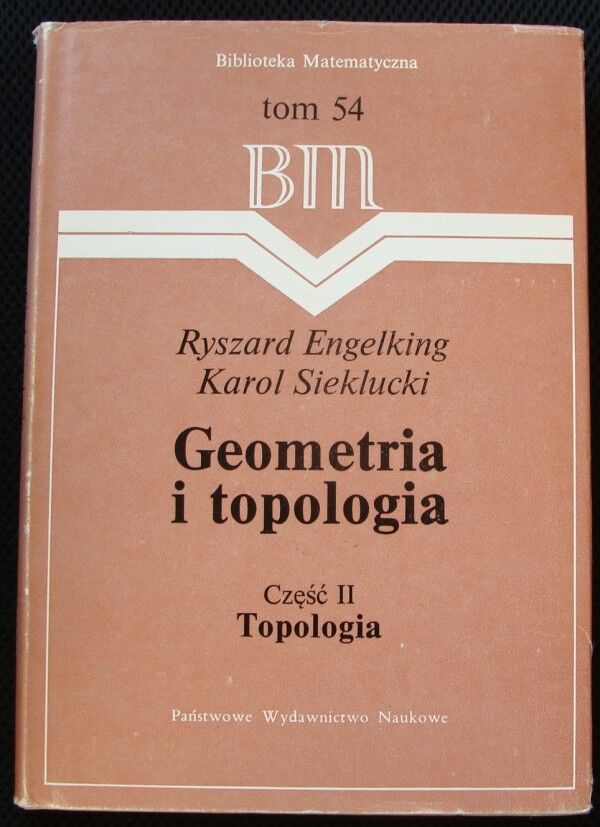 Biblioteka Matematyczna
tom 54
BM
Ryszard Engelking
Karol Sieklucki
Geometria
i topologia
Część II
Topologia
Państwowe Wydawnictwo Naukowe